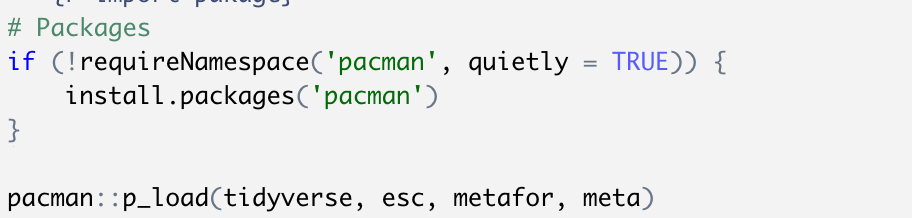 # Packages
if (!requireNamespace('pacman', quietly = TRUE)) {
    install.packages('pacman')
}
pacman::p_load(tidyverse, esc, metafor, meta)